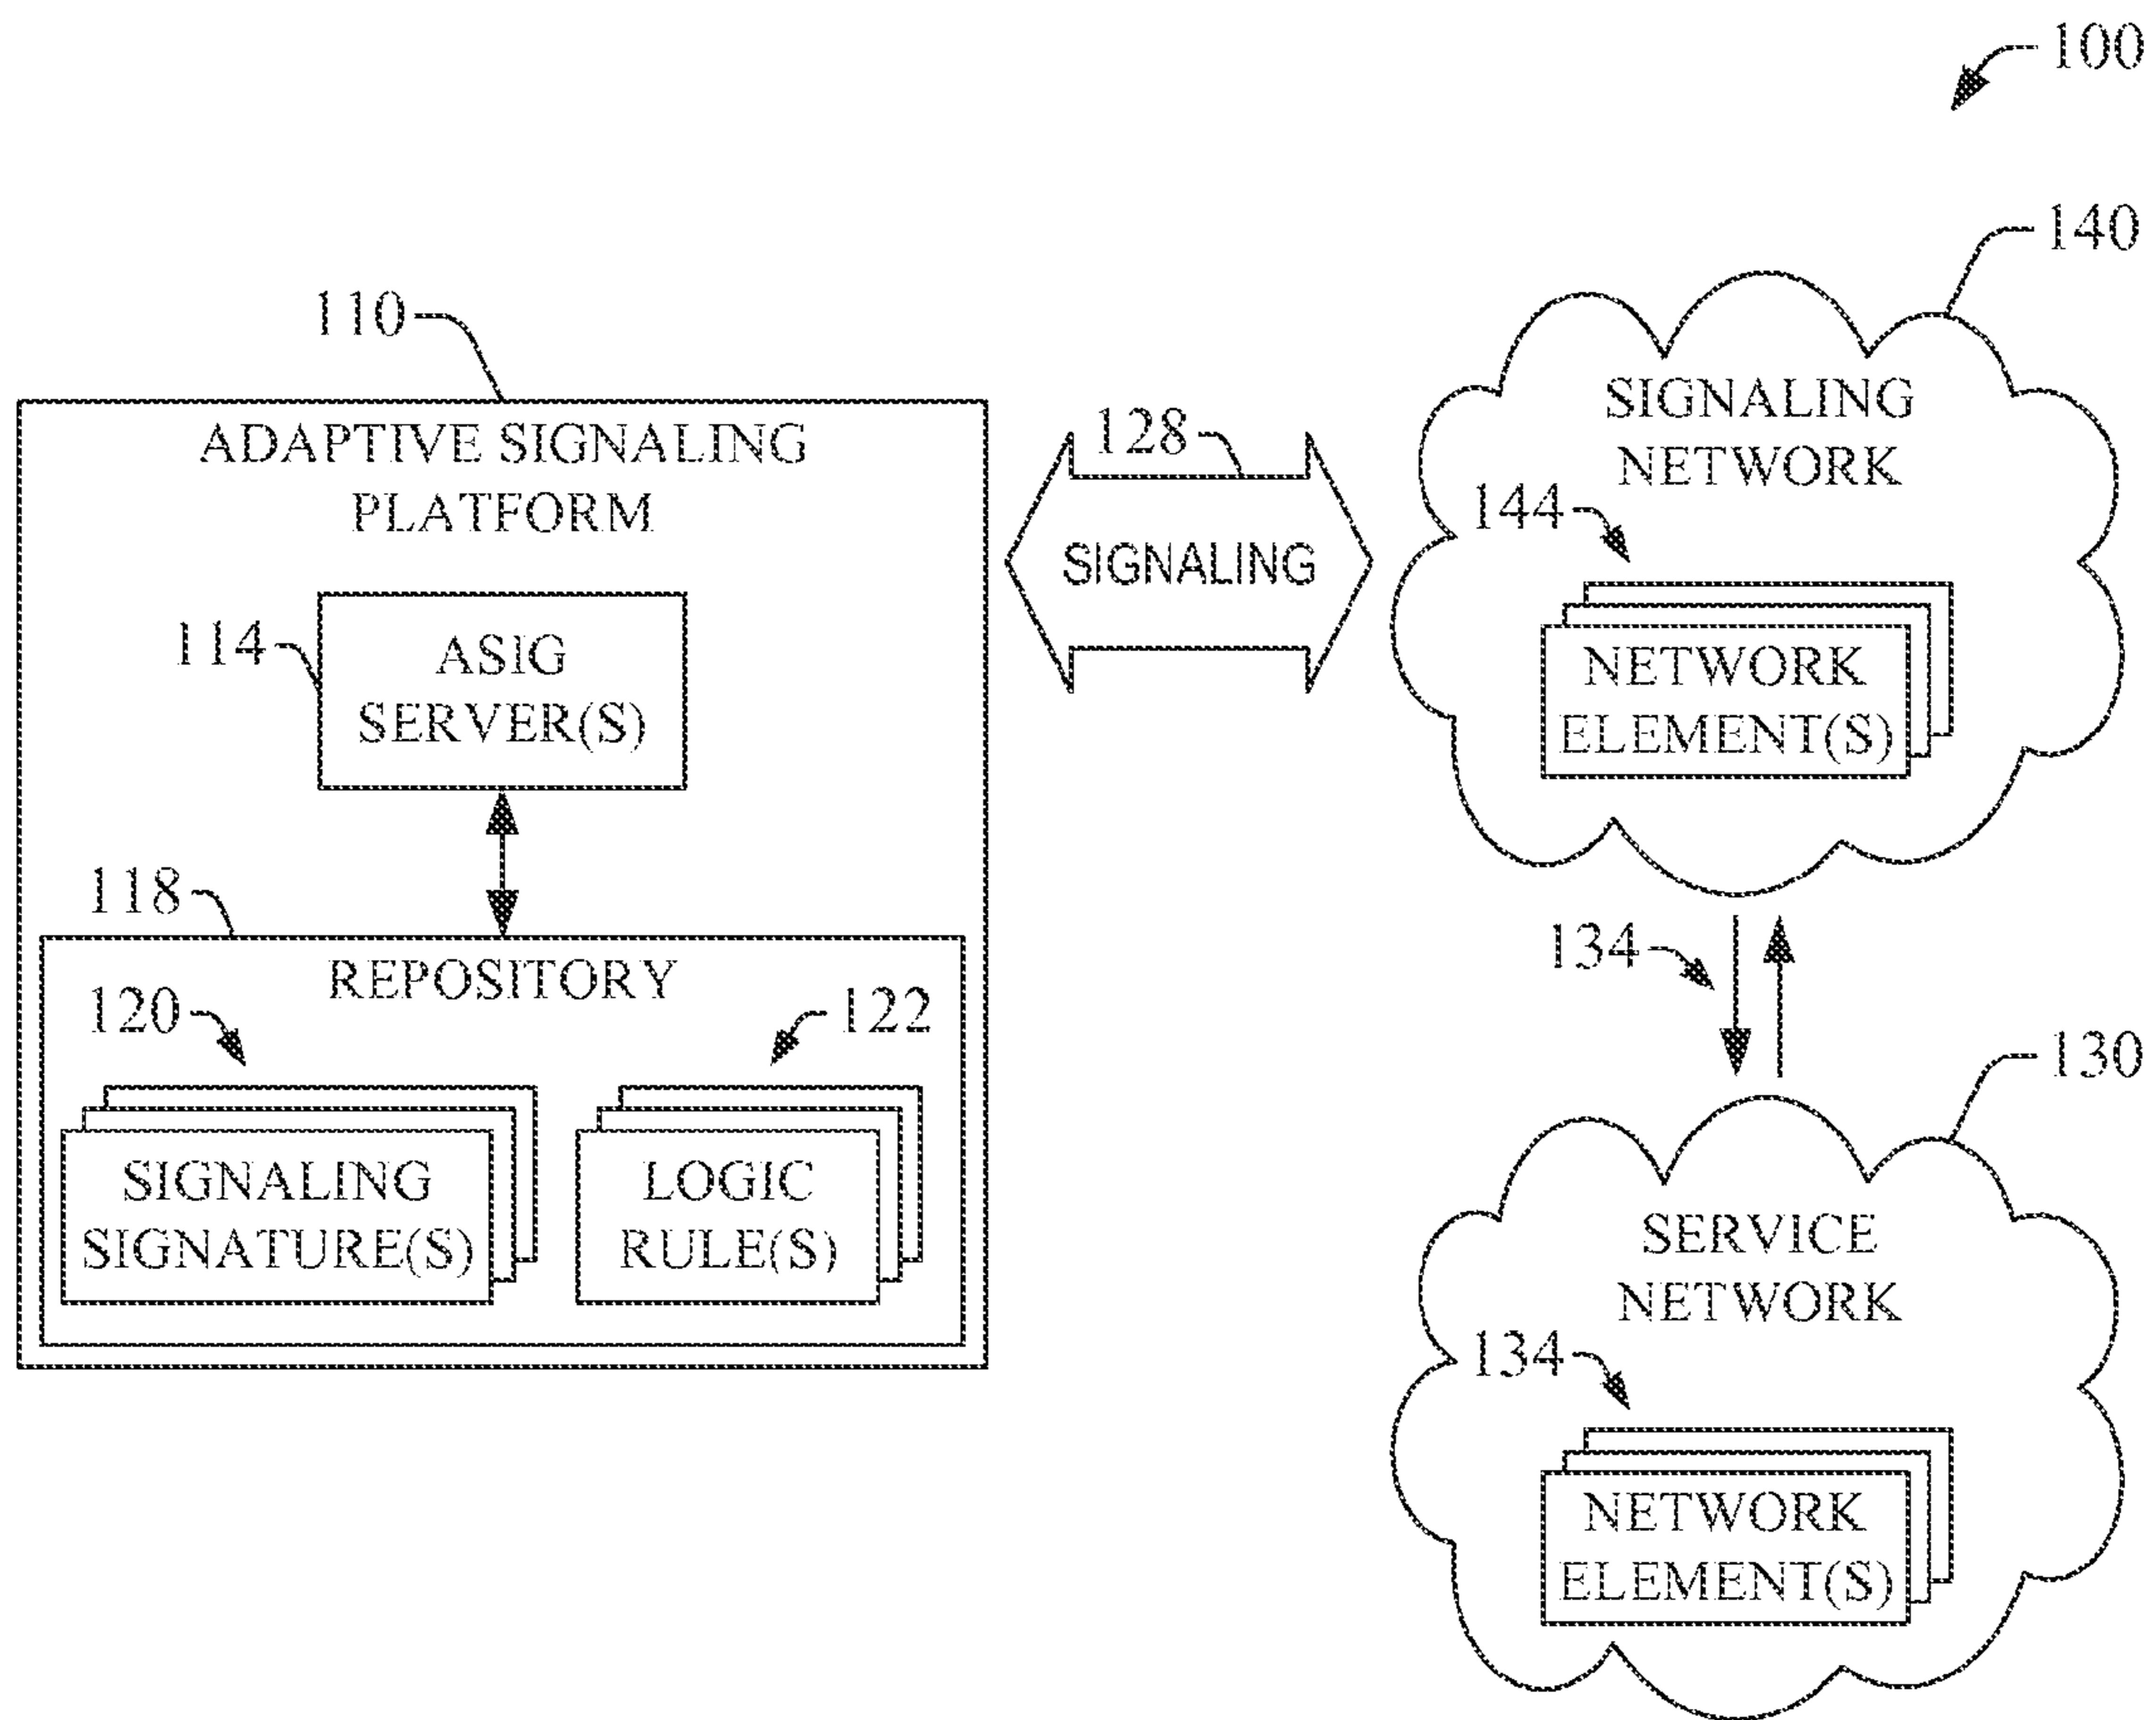 100
140
110
ADAPTIVE SIGNALING
PLATFORM
128
SIGNALING
SIGNALING
NETWORK
144
NETWORK
ELEMENT(S)
114
ASIG
SERVER(S)
118
REPOSITORY
120
122
SIGNALING
SIGNATURE(S)
LOGIC
RULE(S)
134
130
SERVICE
NETWORK
134
NETWORK
ELEMENT(S)